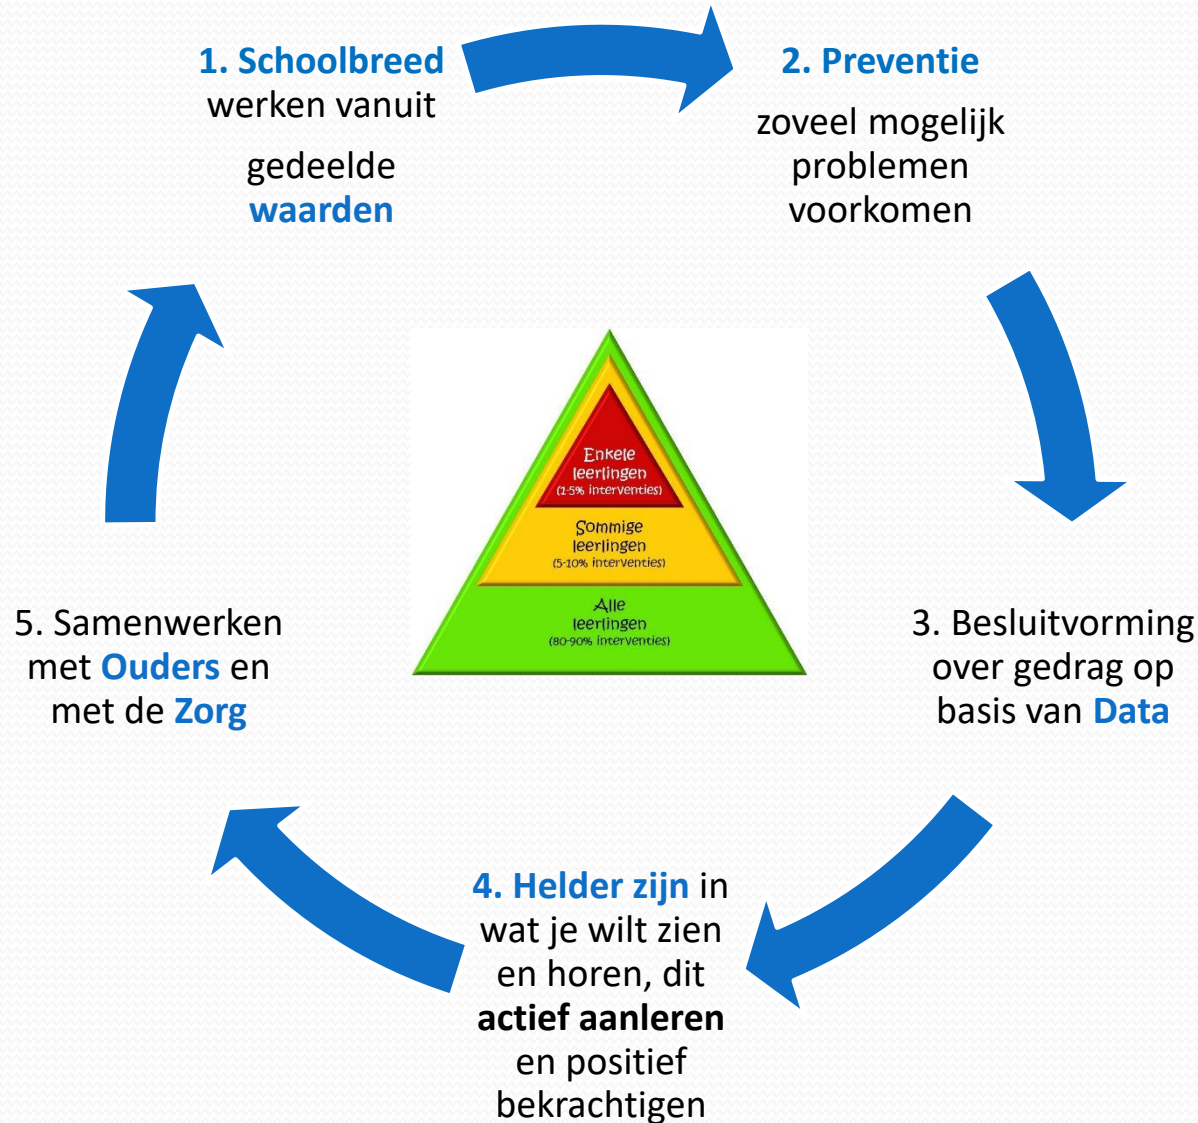 1. Schoolbreed
werken vanuit
gedeelde
waarden
2. Preventie
zoveel mogelijk
problemen
voorkomen
Enkele
leerlingen
(1-5% interventies)
Sommige
leerlingen
(5-10% interventies)
Alle
leerlingen
(80-90% interventies)
3. Besluitvorming
over gedrag op
basis van Data
4. Helder zijn in
wat je wilt zien
en horen, dit
actief aanleren
en positief
bekrachtigen
5. Samenwerken
met Ouders en
met de Zorg